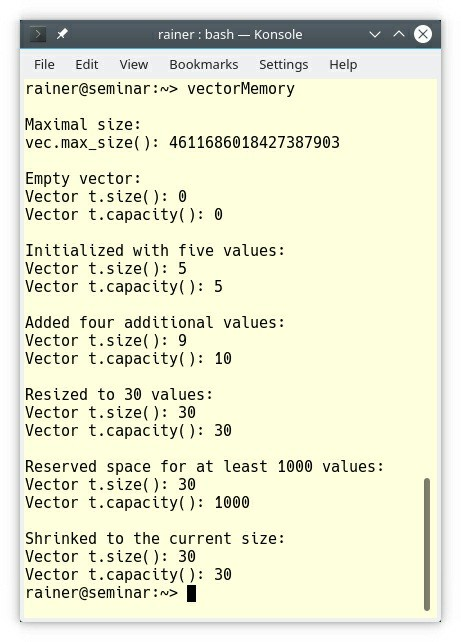 rainer : bash — Konsole
File Edit View Bookmarks Settings Help
rainer@seminar:~> vectorMemory
Maximal size:
vec.max_size(): 4611686018427387903
Empty vector:
Vector t.size(): 0
Vector t.capacity(): 0
Initialized with five values:
Vector t.size(): 5
Vector t.capacity(): 5
Added four additional values:
Vector t.size(): 9
Vector t.capacity(): 10
Resized to 30 values:
Vector t.size(): 30
Vector t.capacity(): 30
Reserved space for at least 1000 values:
Vector t.size(): 30
Vector t.capacity(): 1000
Shrinked to the current size:
Vector t.size(): 30
Vector t.capacity(): 30
rainer@seminar:~>